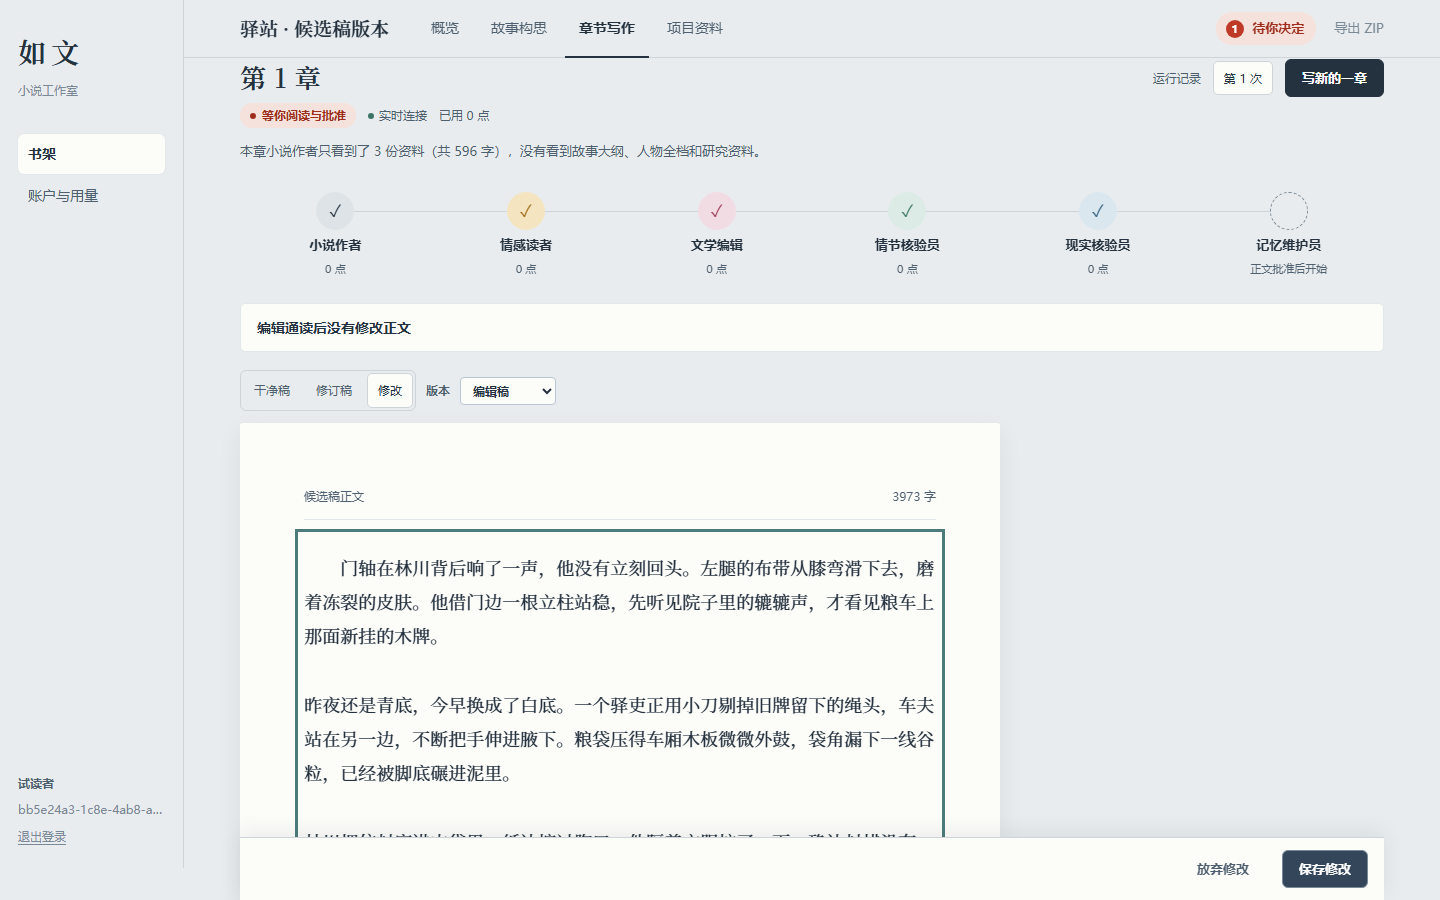 如文
小说工作室
书架
账户与用量
试读者
bb5e24a3-1c8e-4ab8-a...
退出登录
驿站 · 候选稿版本
概览
故事构思
章节写作
项目资料
1 待你决定
导出 ZIP
第 1 章
运行记录
第 1 次
写新的一章
等你阅读与批准
实时连接
已用 0 点
本章小说作者只看到了 3 份资料（共 596 字），没有看到故事大纲、人物全档和研究资料。
小说作者
0 点
情感读者
0 点
文学编辑
0 点
情节核验员
0 点
现实核验员
0 点
记忆维护员
正文批准后开始
编辑通读后没有修改正文
干净稿
修订稿
修改
版本
编辑稿
候选稿正文
3973 字
门轴在林川背后响了一声，他没有立刻回头。左腿的布带从膝弯滑下去，磨
着冻裂的皮肤。他借门边一根立柱站稳，先听见院子里的辘辘声，才看见粮车上
那面新挂的木牌。
昨夜还是青底，今早换成了白底。一个驿吏正用小刀剔掉旧牌留下的绳头，车夫
站在另一边，不断把手伸进腋下。粮袋压得车厢木板微微外鼓，袋角漏下一线谷
粒，已经被脚底碾进泥里。
放弃修改
保存修改